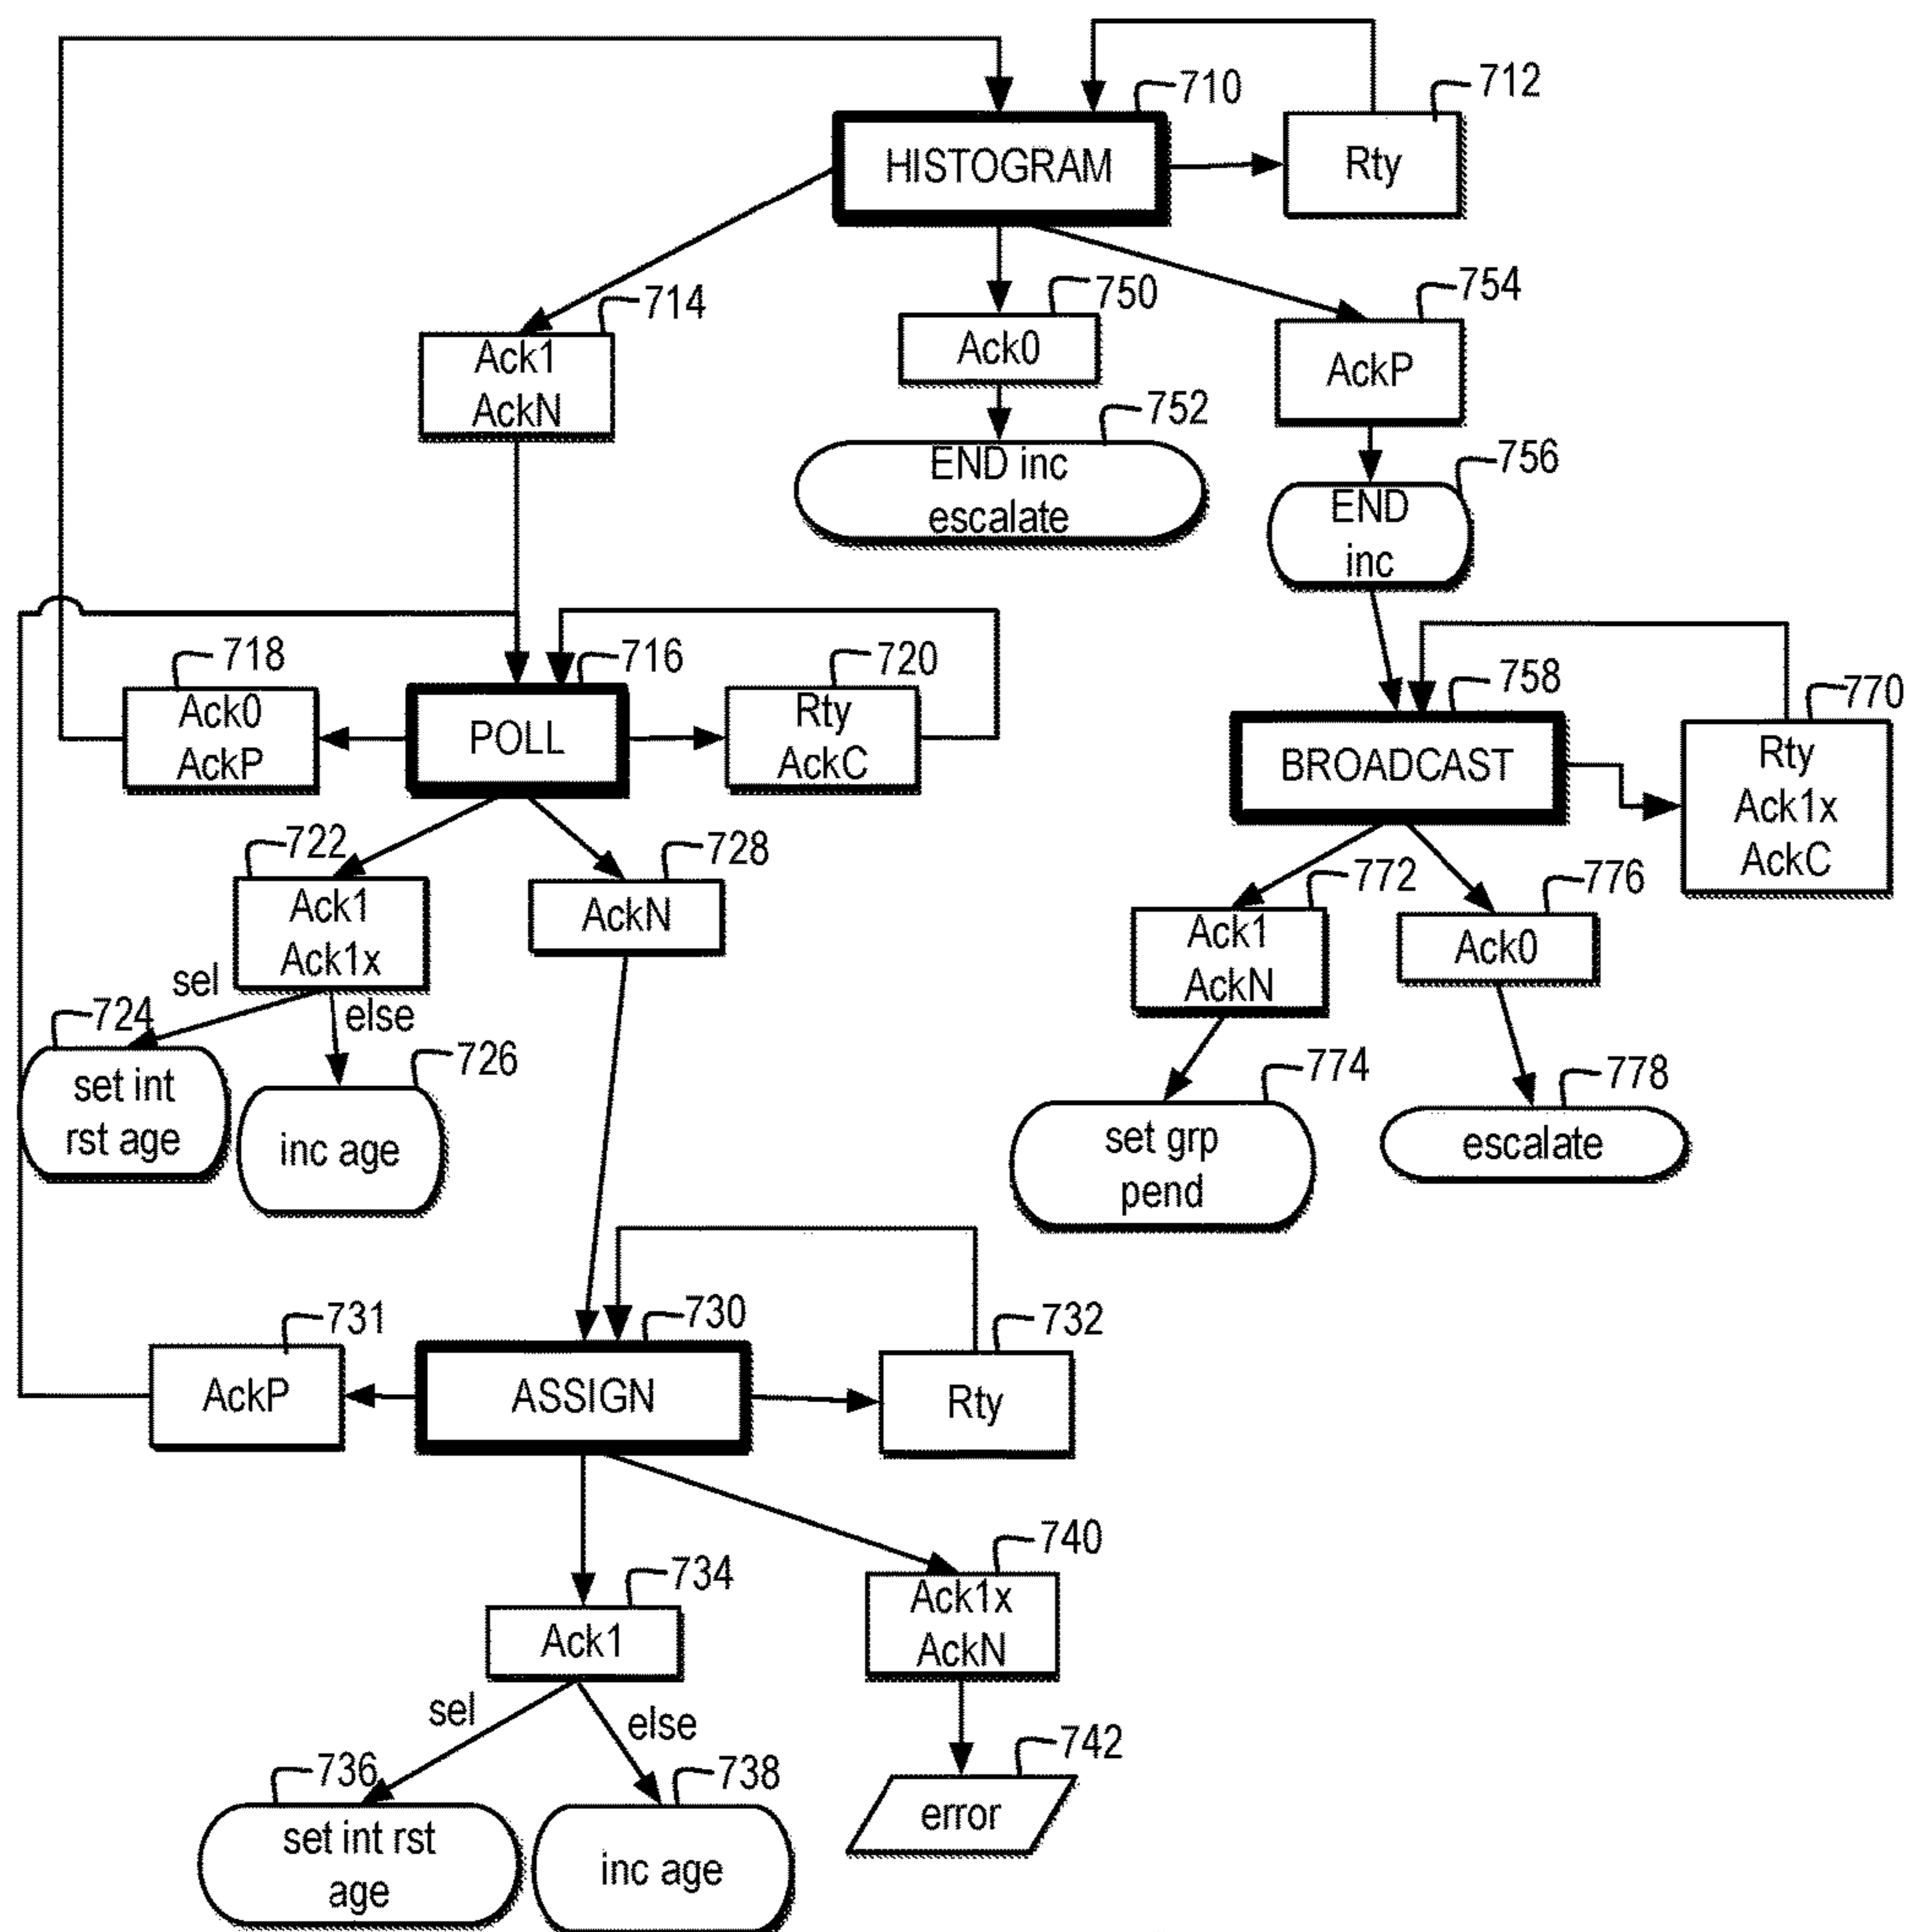 710
712
HISTOGRAM
Rty
714
750
754
Ack1
AckN
Ack0
AckP
752
756
END inc
escalate
END
inc
718
716
720
758
770
Ack0
AckP
POLL
Rty
AckC
BROADCAST
Rty
Ack1x
AckC
722
728
772
776
Ack1
Ack1x
AckN
Ack1
AckN
Ack0
sel
else
724
726
774
778
set int
rst age
inc age
set grp
pend
escalate
731
730
732
AckP
ASSIGN
Rty
734
740
Ack1
Ack1x
AckN
sel
else
736
738
742
set int rst
age
inc age
error